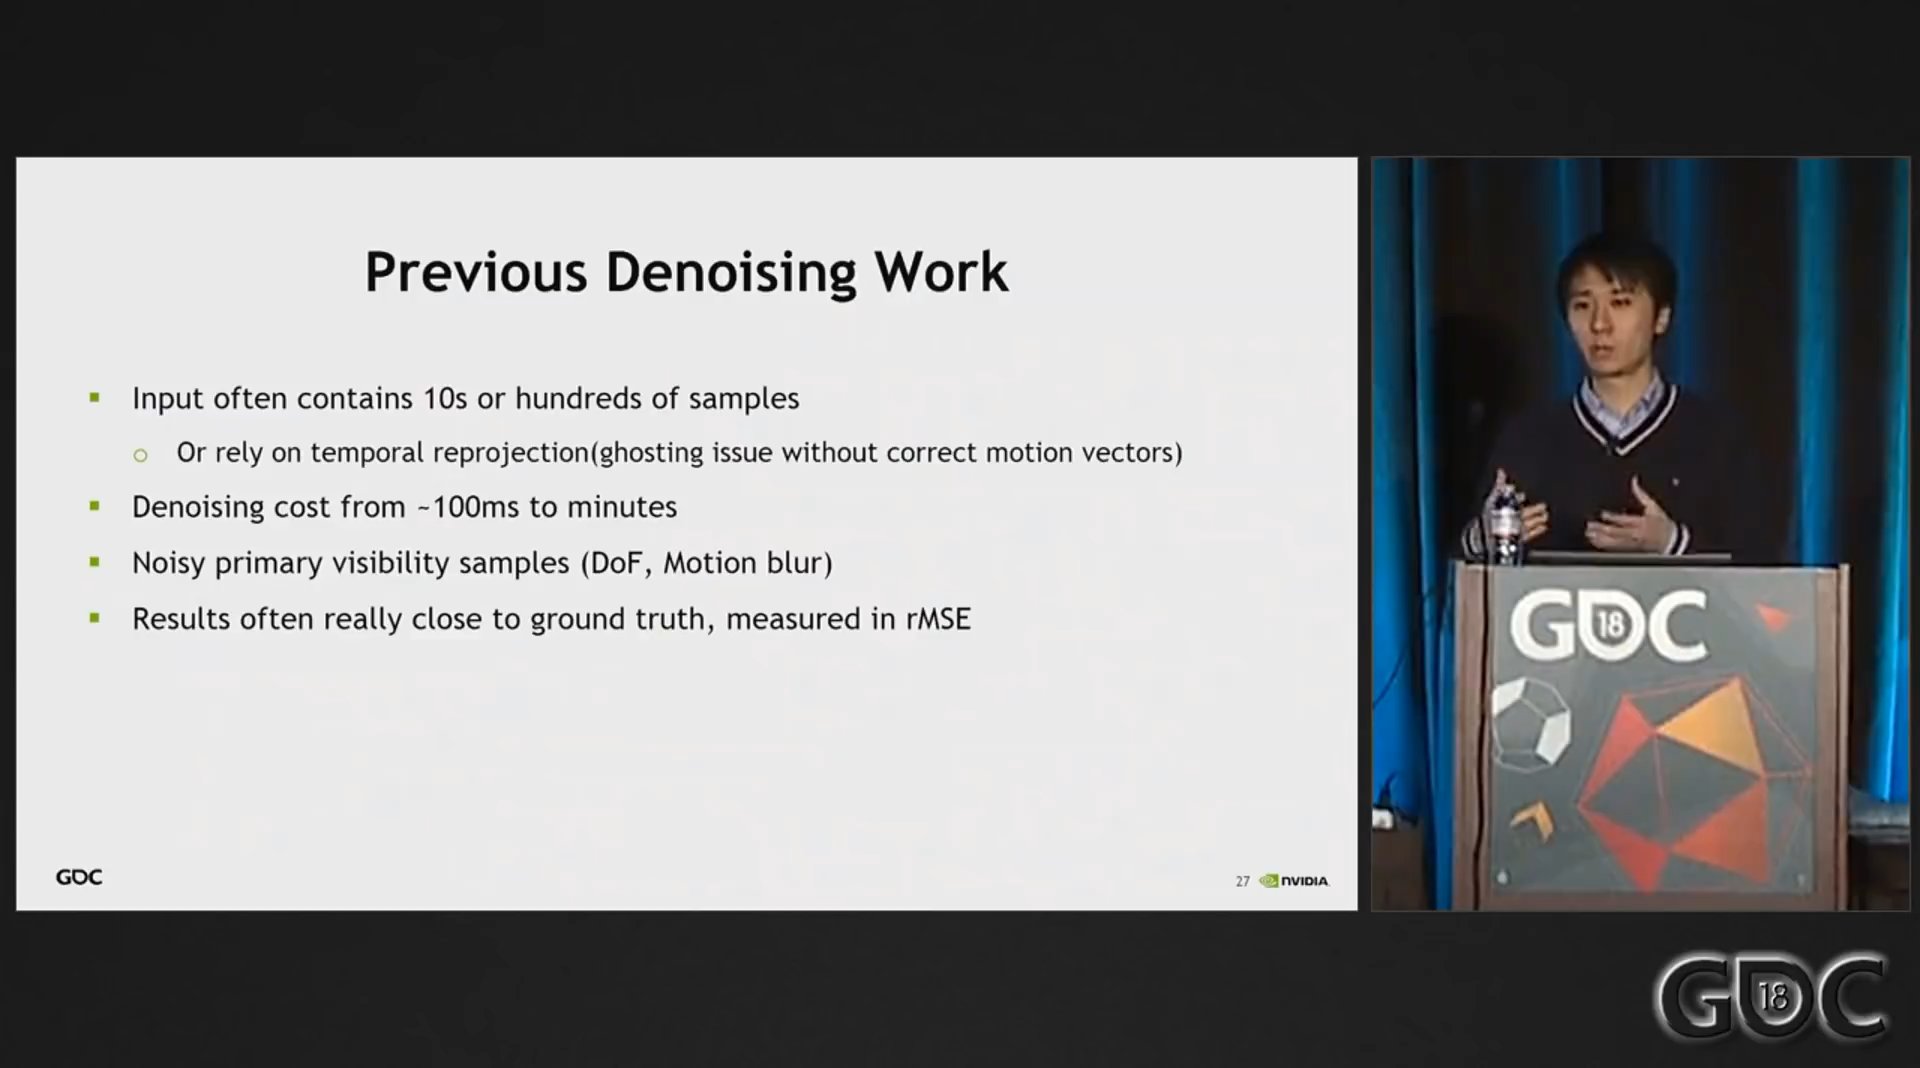 Previous Denoising Work
Input often contains 10s or hundreds of samples
Or rely on temporal reprojection(ghosting issue without correct motion vectors)
Denoising cost from ~100ms to minutes
Noisy primary visibility samples (DoF, Motion blur)
Results often really close to ground truth, measured in rMSE
GDC
27 NVIDIA
GDC 18
GDC 18